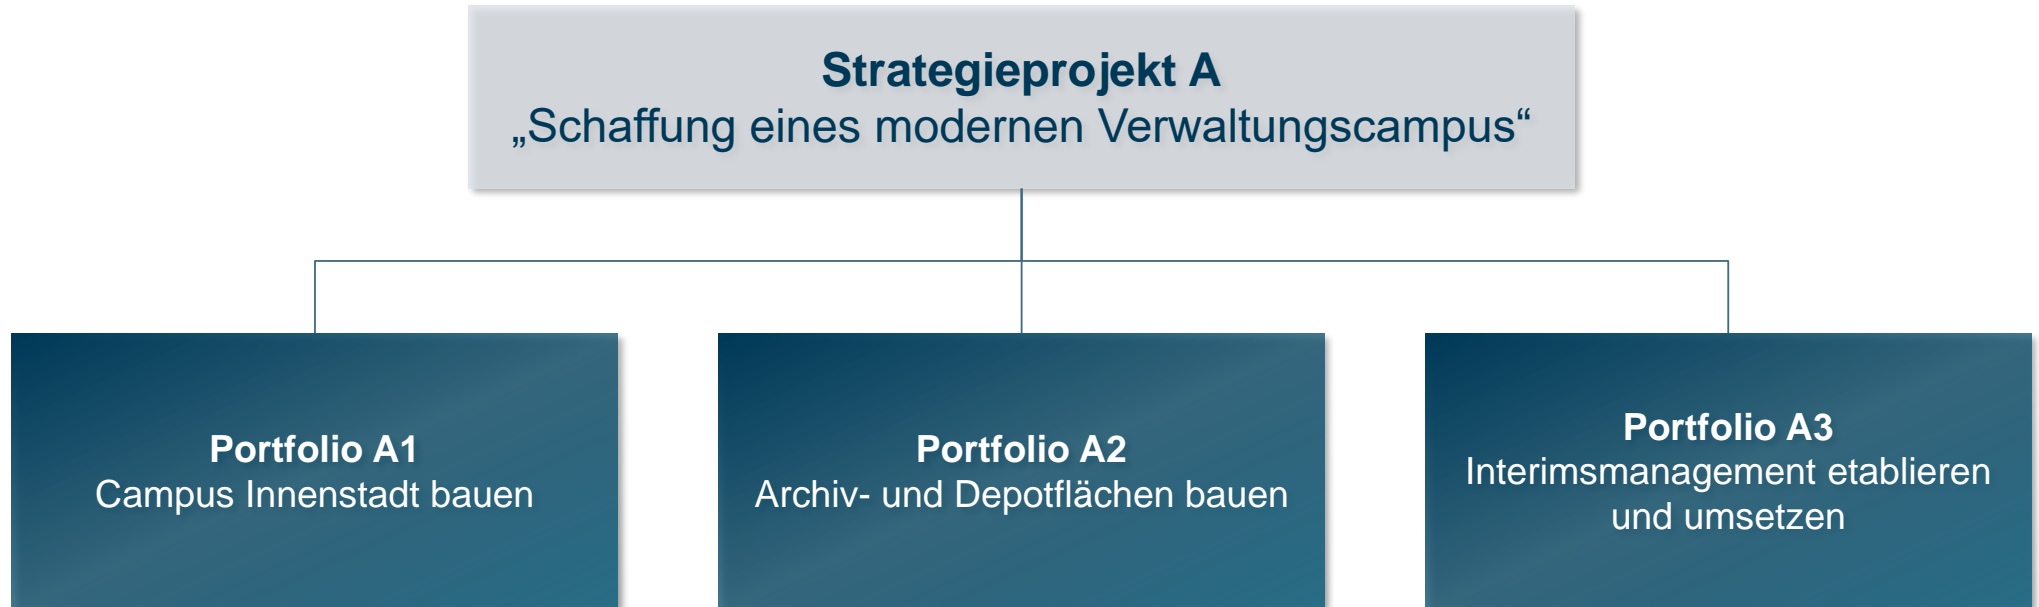 Strategieprojekt A
„Schaffung eines modernen Verwaltungscampus“
Portfolio A1
Campus Innenstadt bauen
Portfolio A2
Archiv- und Depotflächen bauen
Portfolio A3
Interimsmanagement etablieren
und umsetzen